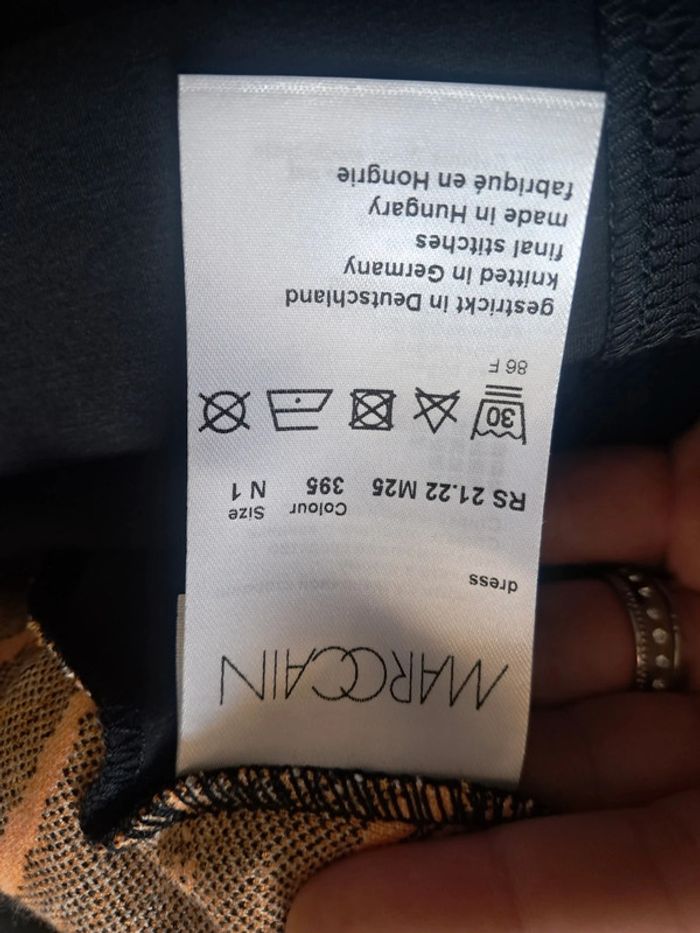 MARCCAIN
dress
Colour Size
RS 21.22 M25 395 N 1
30
86 F
gestrickt in Deutschland
knitted in Germany
final stitches
made in Hungary
fabriqué en Hongrie